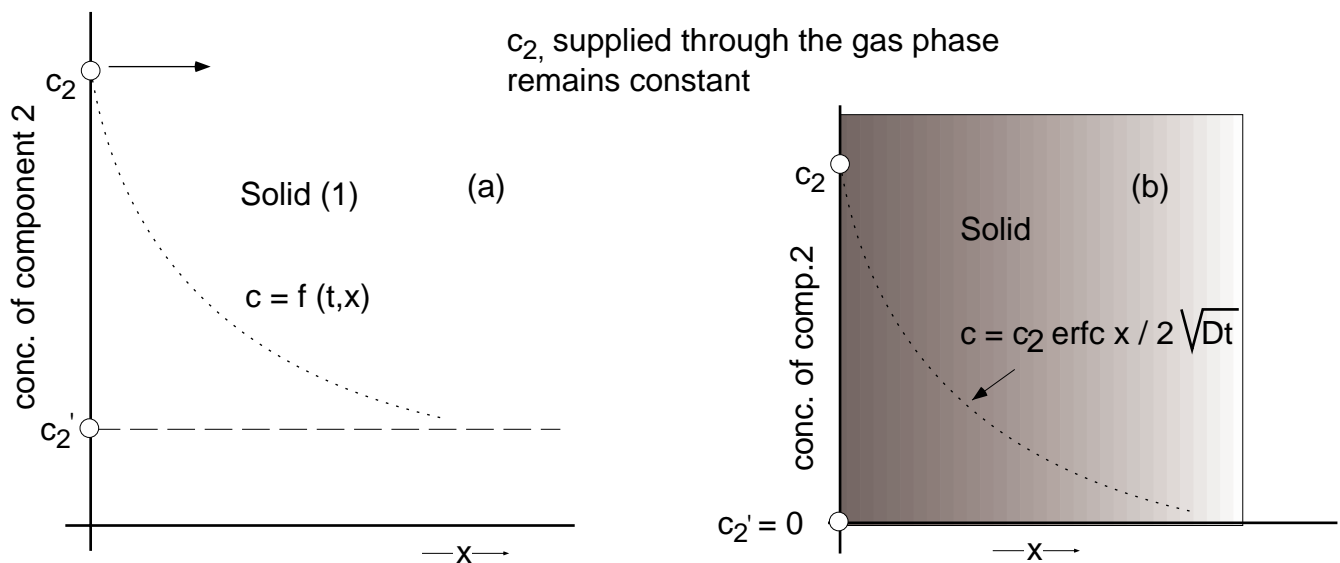 c2, supplied through the gas phase
remains constant
c2
conc. of component 2
Solid (1)
(a)
c = f (t,x)
c2'
x
c2
(b)
Solid
conc. of comp.2
c = c2 erfc x / 2 √Dt
c2' = 0
x